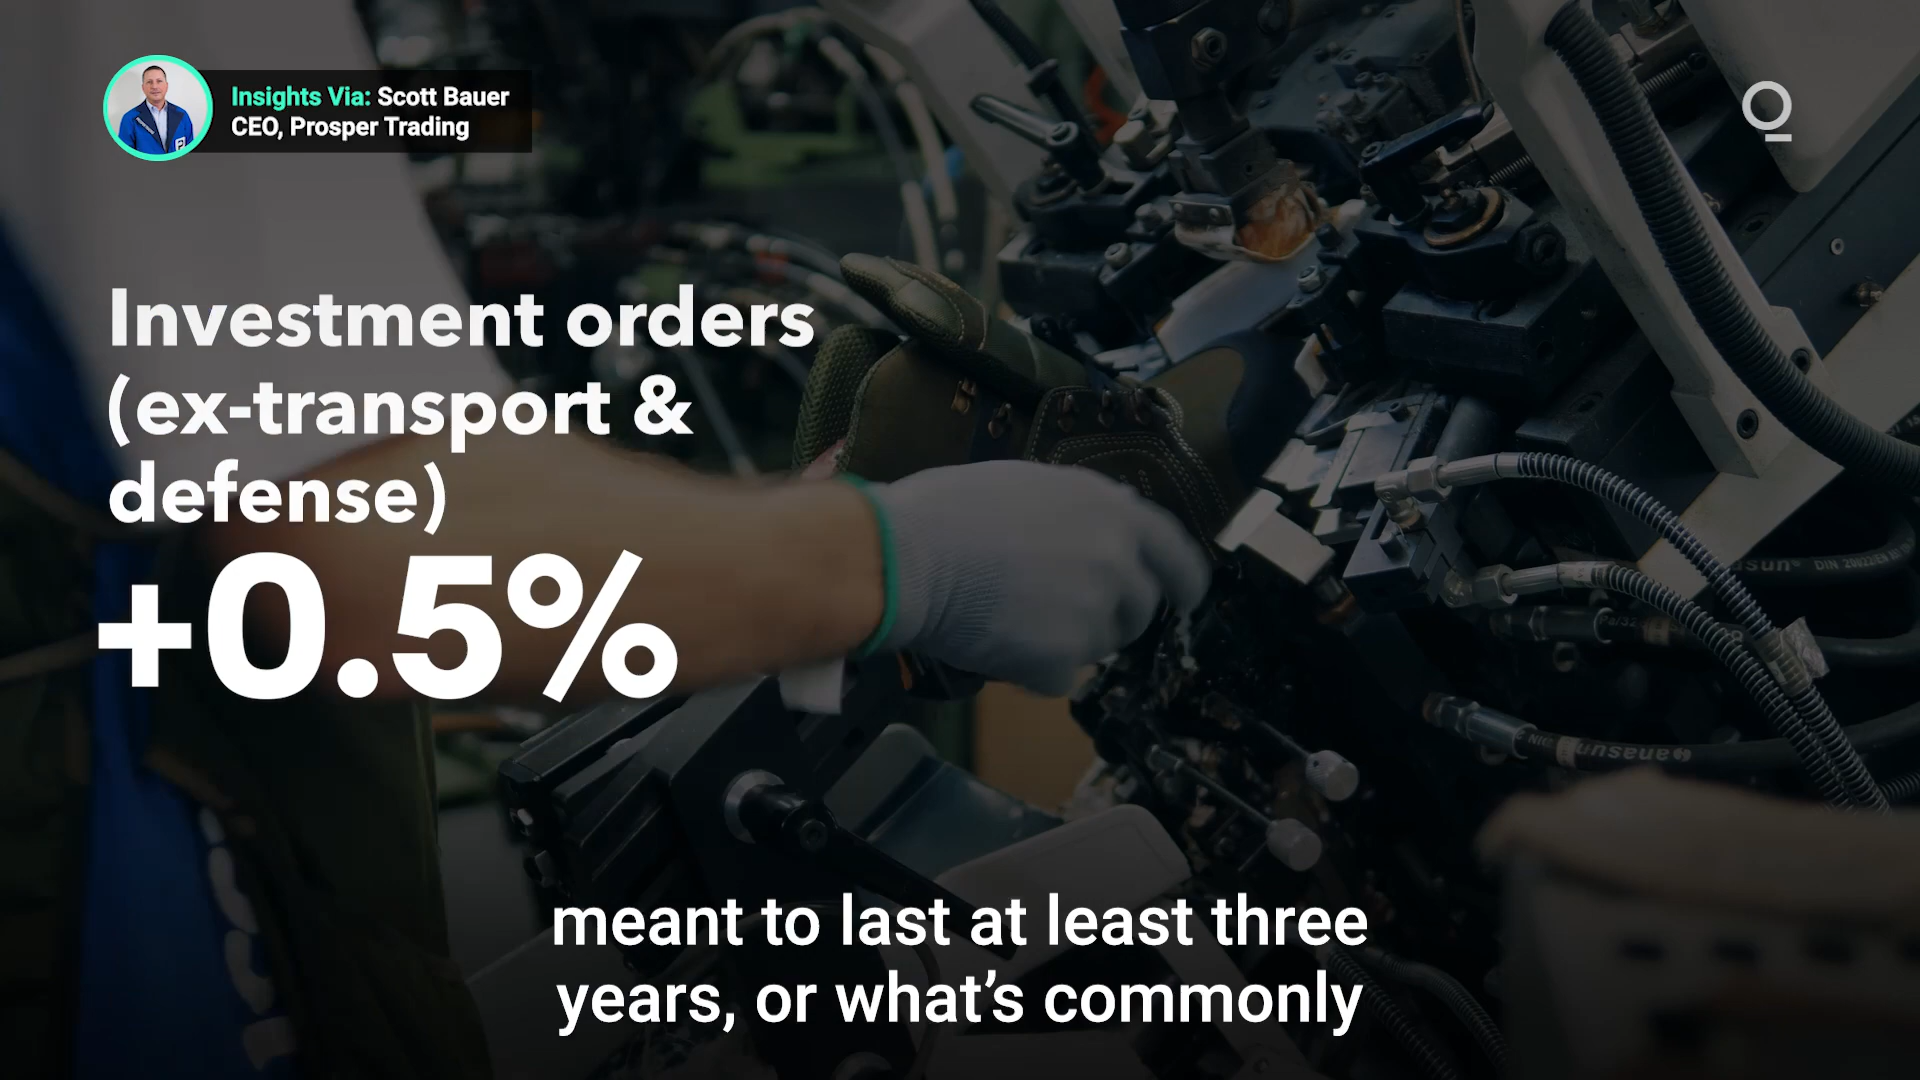 Insights Via: Scott Bauer
CEO, Prosper Trading
Investment orders
(ex-transport &
defense)
+0.5%
meant to last at least three
years, or what’s commonly